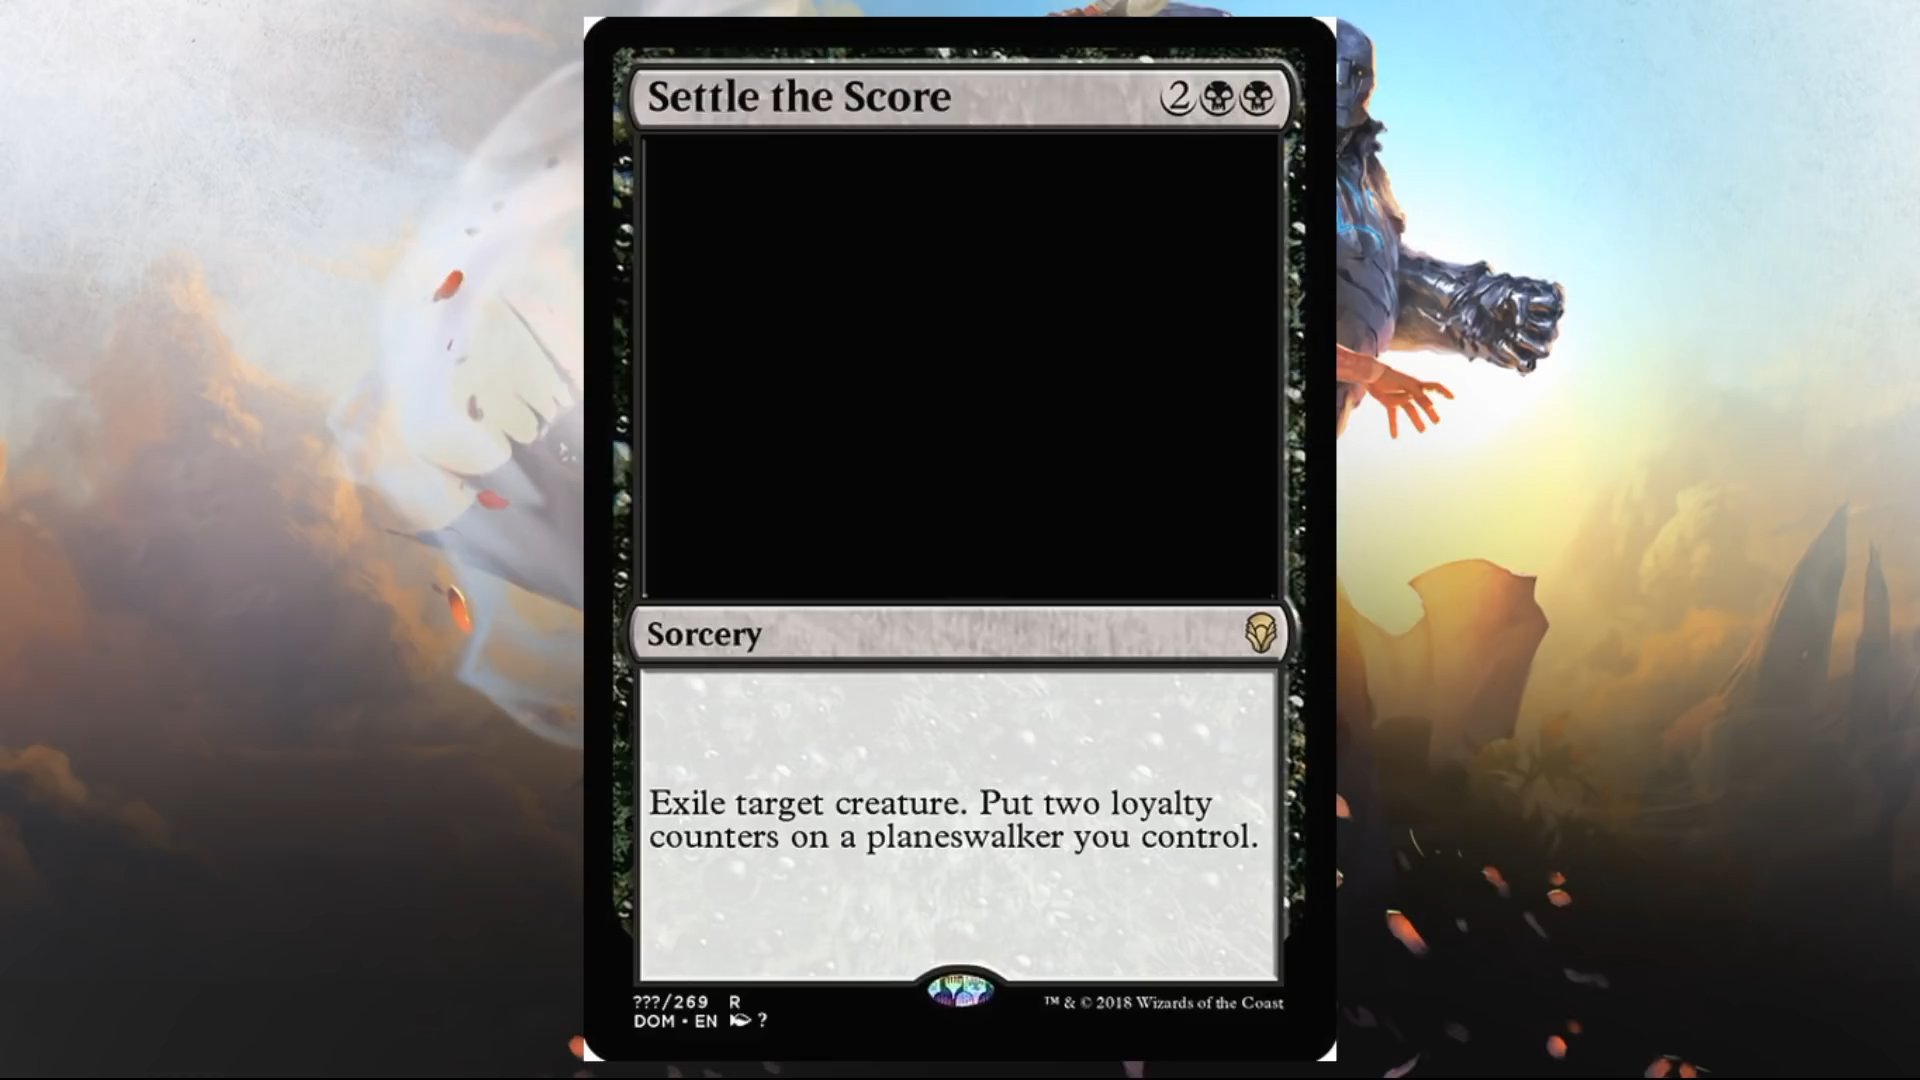 Settle the Score 2
Sorcery
Exile target creature. Put two loyalty
counters on a planeswalker you control.
???/269 R
DOM • EN ?
™ & © 2018 Wizards of the Coast